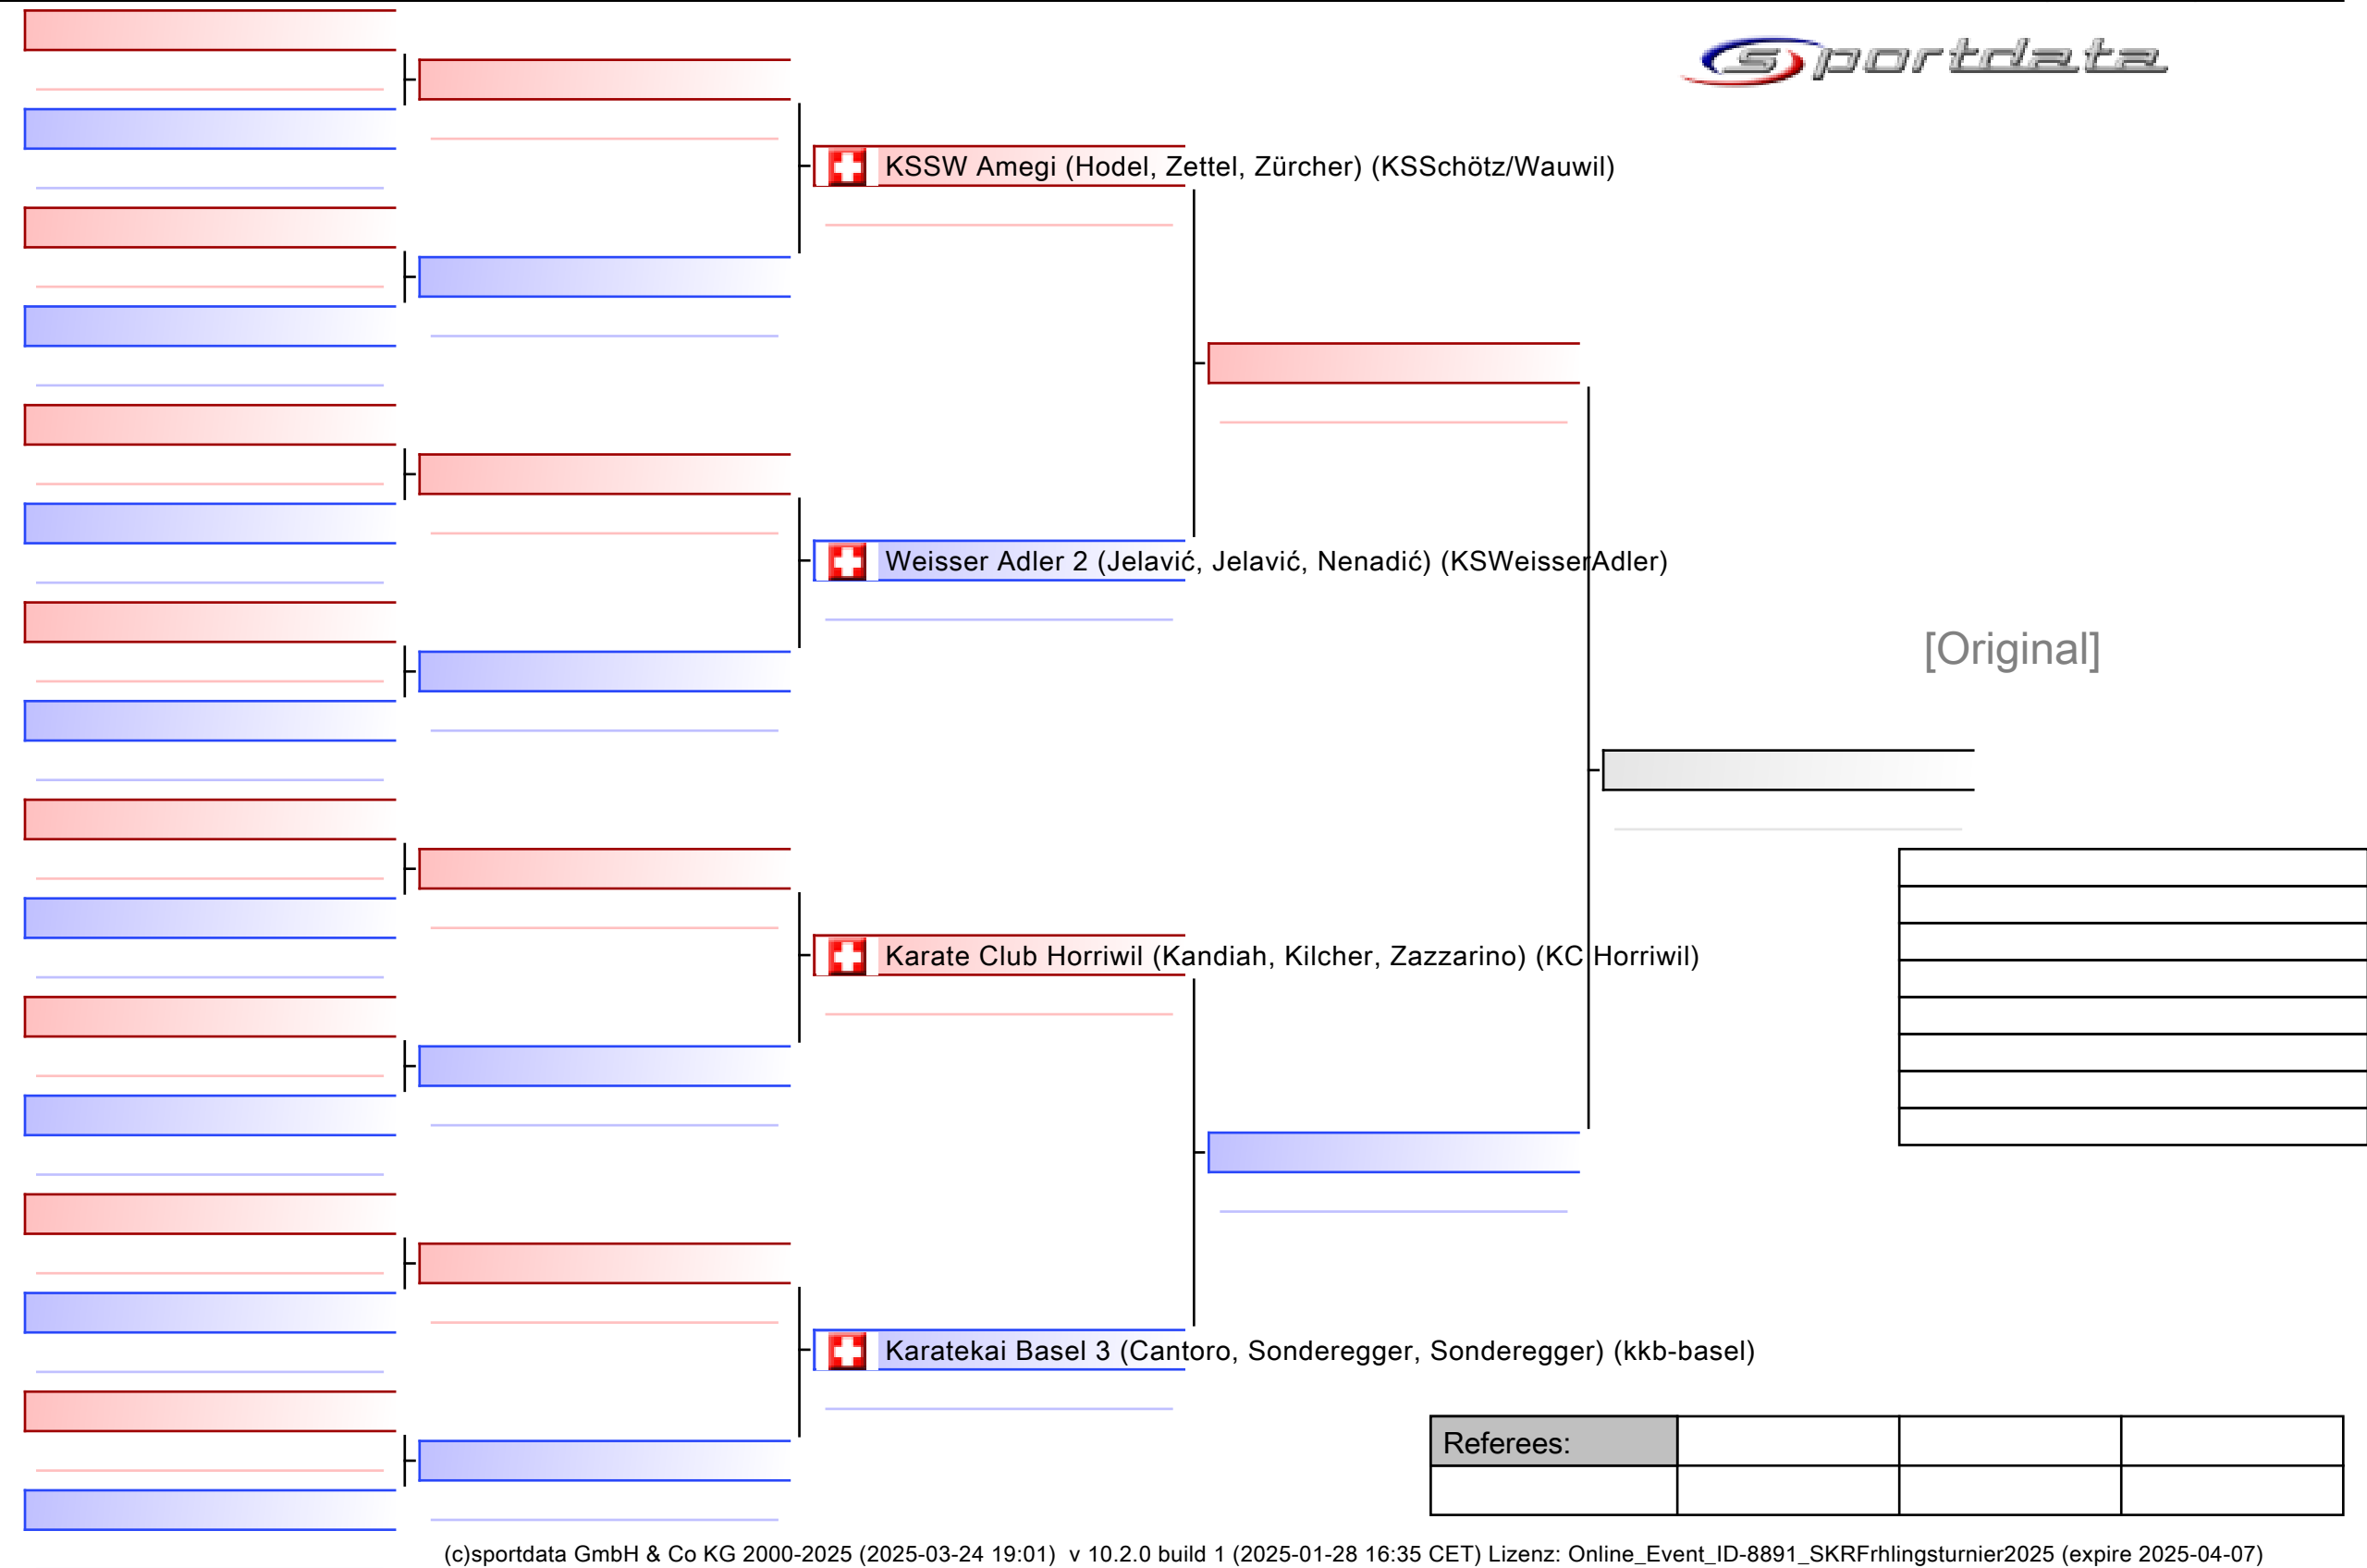 sportdata
KSSW Amegi (Hodel, Zettel, Zürcher) (KSSchötz/Wauwil)
Weisser Adler 2 (Jelavić, Jelavić, Nenadić) (KSWeisserAdler)
[Original]
Karate Club Horriwil (Kandiah, Kilcher, Zazzarino) (KC Horriwil)
Karatekai Basel 3 (Cantoro, Sonderegger, Sonderegger) (kkb-basel)
Referees:
(c)sportdata GmbH & Co KG 2000-2025 (2025-03-24 19:01) v 10.2.0 build 1 (2025-01-28 16:35 CET) Lizenz: Online_Event_ID-8891_SKRFrhlingsturnier2025 (expire 2025-04-07)